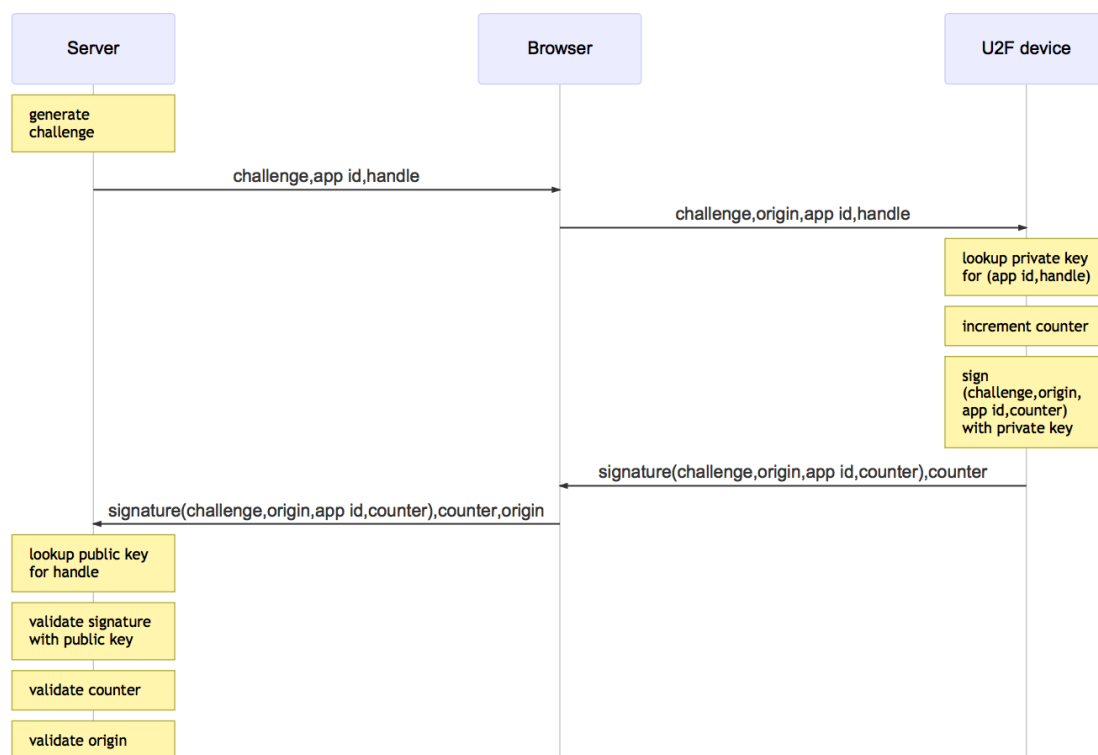 Server
Browser
U2F device
generate
challenge
challenge,app id,handle
challenge,origin,app id,handle
lookup private key
for (app id,handle)
increment counter
sign
(challenge,origin,
app id,counter)
with private key
signature(challenge,origin,app id,counter),counter
signature(challenge,origin,app id,counter),counter,origin
lookup public key
for handle
validate signature
with public key
validate counter
validate origin